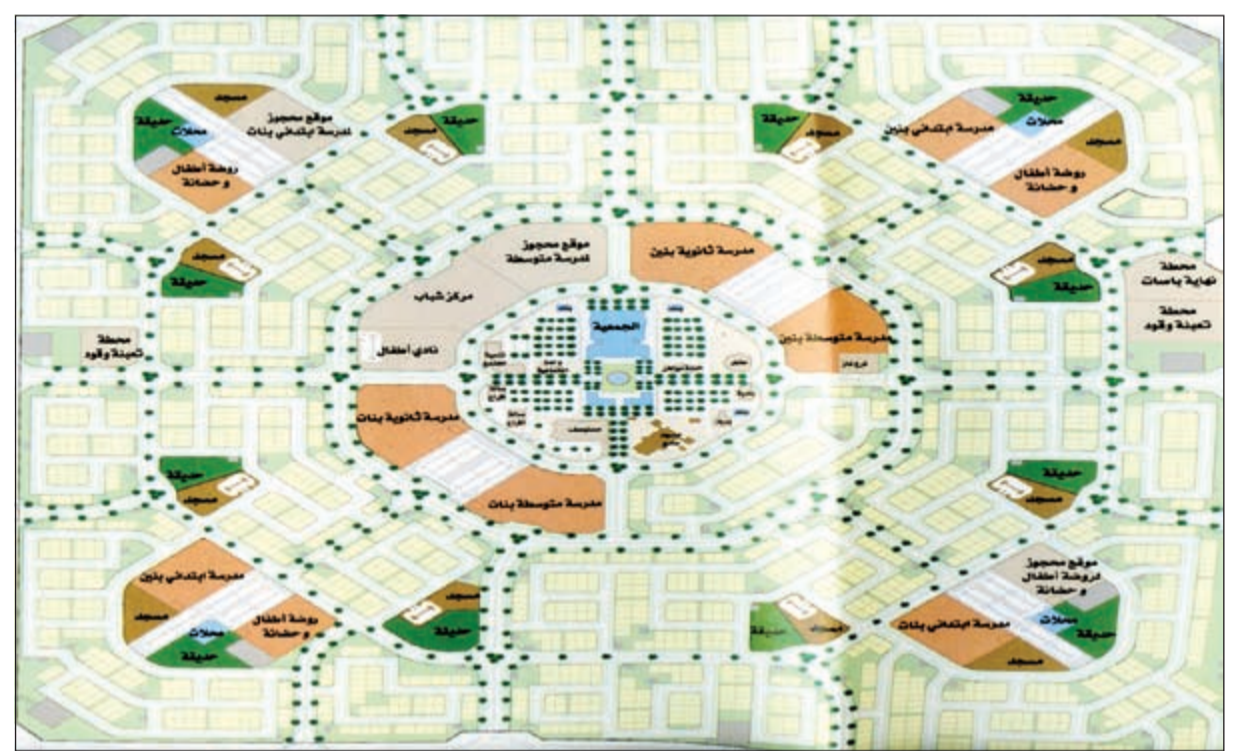 مسجد
حديقة
محلات
موقع محجوز
لمدرسة ابتدائي بنات
روضة أطفال
و حضانة
مسجد
حديقة
حديقة
مسجد
حديقة
محلات
مدرسة ابتدائي بنين
مسجد
روضة أطفال
و حضانة
مسجد
حديقة
موقع محجوز
لمدرسة متوسطة
مدرسة ثانوية بنين
مسجد
حديقة
محطة
نهاية باصات
محطة
تعبئة وقود
مركز شباب
الجمعية
محطة
تعبئة وقود
نادي أطفال
مدرسة متوسطة بنين
مدرسة ثانوية بنات
مستوصف
مدرسة متوسطة بنات
حديقة
مسجد
حديقة
مسجد
مدرسة ابتدائي بنين
مسجد
روضة أطفال
و حضانة
محلات
حديقة
مسجد
حديقة
حديقة
مسجد
موقع محجوز
لروضة أطفال
و حضانة
محلات
حديقة
مدرسة ابتدائي بنات
مسجد